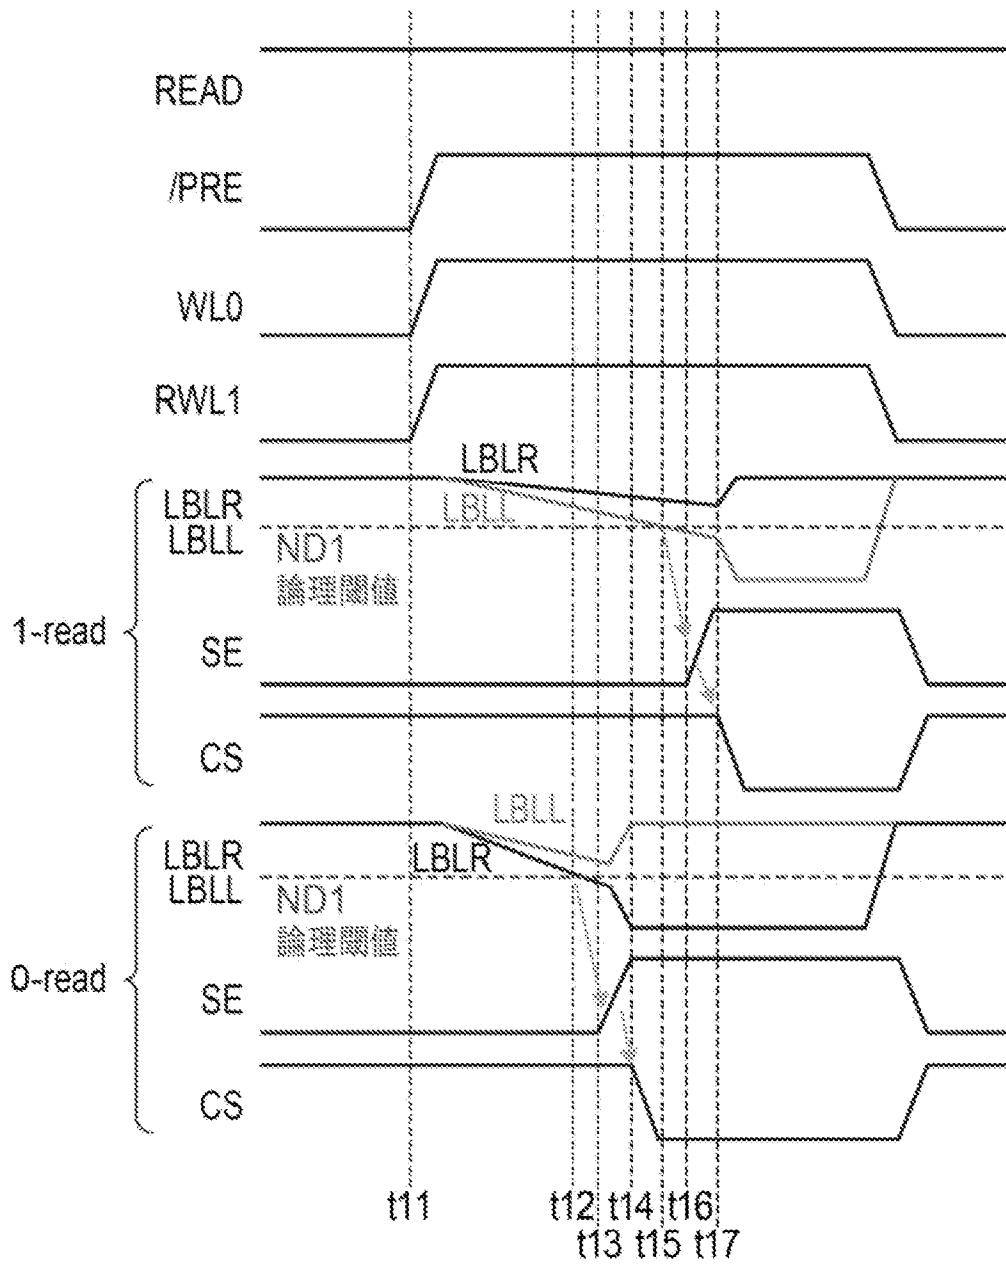 READ
/PRE
WL0
RWL1
LBLR
LBLL
LBLR
LBLL
ND1
論理閾値
1-read
SE
CS
LBLL
LBLR
LBLR
LBLL
ND1
論理閾値
0-read
SE
CS
t11
t12
t14
t16
t13
t15
t17